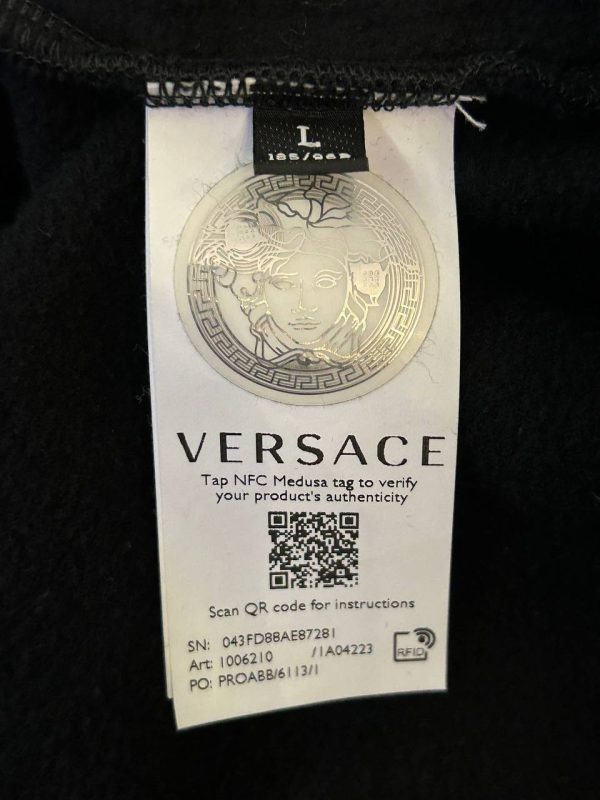 L
VERSACE
Tap NFC Medusa tag to verify
your product's authenticity
Scan QR code for instructions
SN: 043FD88AE87281
Art: 1006210 /1A04223
PO: PROABB/6113/1
RFID